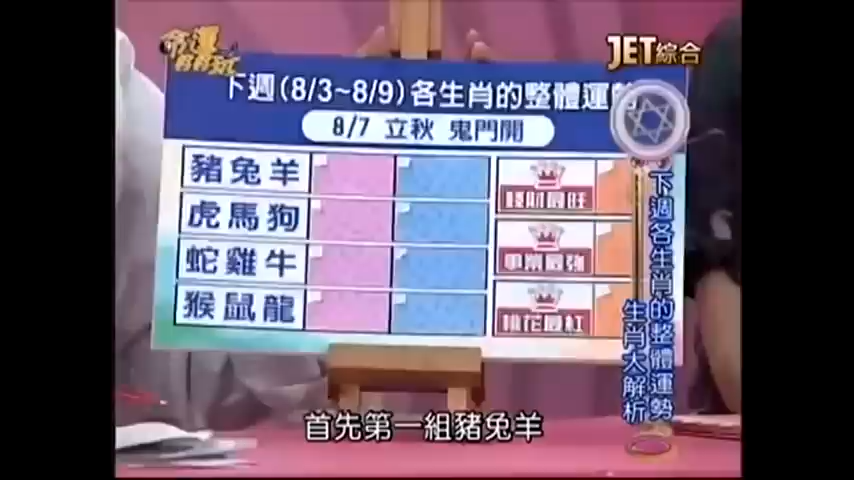 命運好好玩
JET綜合
下週(8/3~8/9)各生肖的整體運勢
8/7 立秋 鬼門開
豬兔羊
虎馬狗
蛇雞牛
猴鼠龍
錢財最旺
事業最強
桃花最紅
下週各生肖的整體運勢
生肖大解析
首先第一組豬兔羊